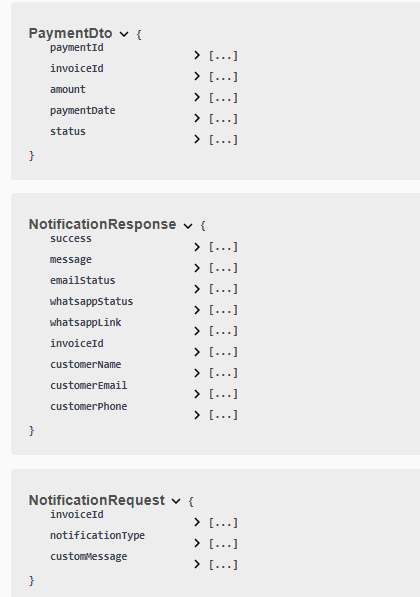 PaymentDto {
paymentId [...]
invoiceId [...]
amount [...]
paymentDate [...]
status [...]
}
NotificationResponse {
success [...]
message [...]
emailStatus [...]
whatsappStatus [...]
whatsappLink [...]
invoiceId [...]
customerName [...]
customerEmail [...]
customerPhone [...]
}
NotificationRequest {
invoiceId [...]
notificationType [...]
customMessage [...]
}